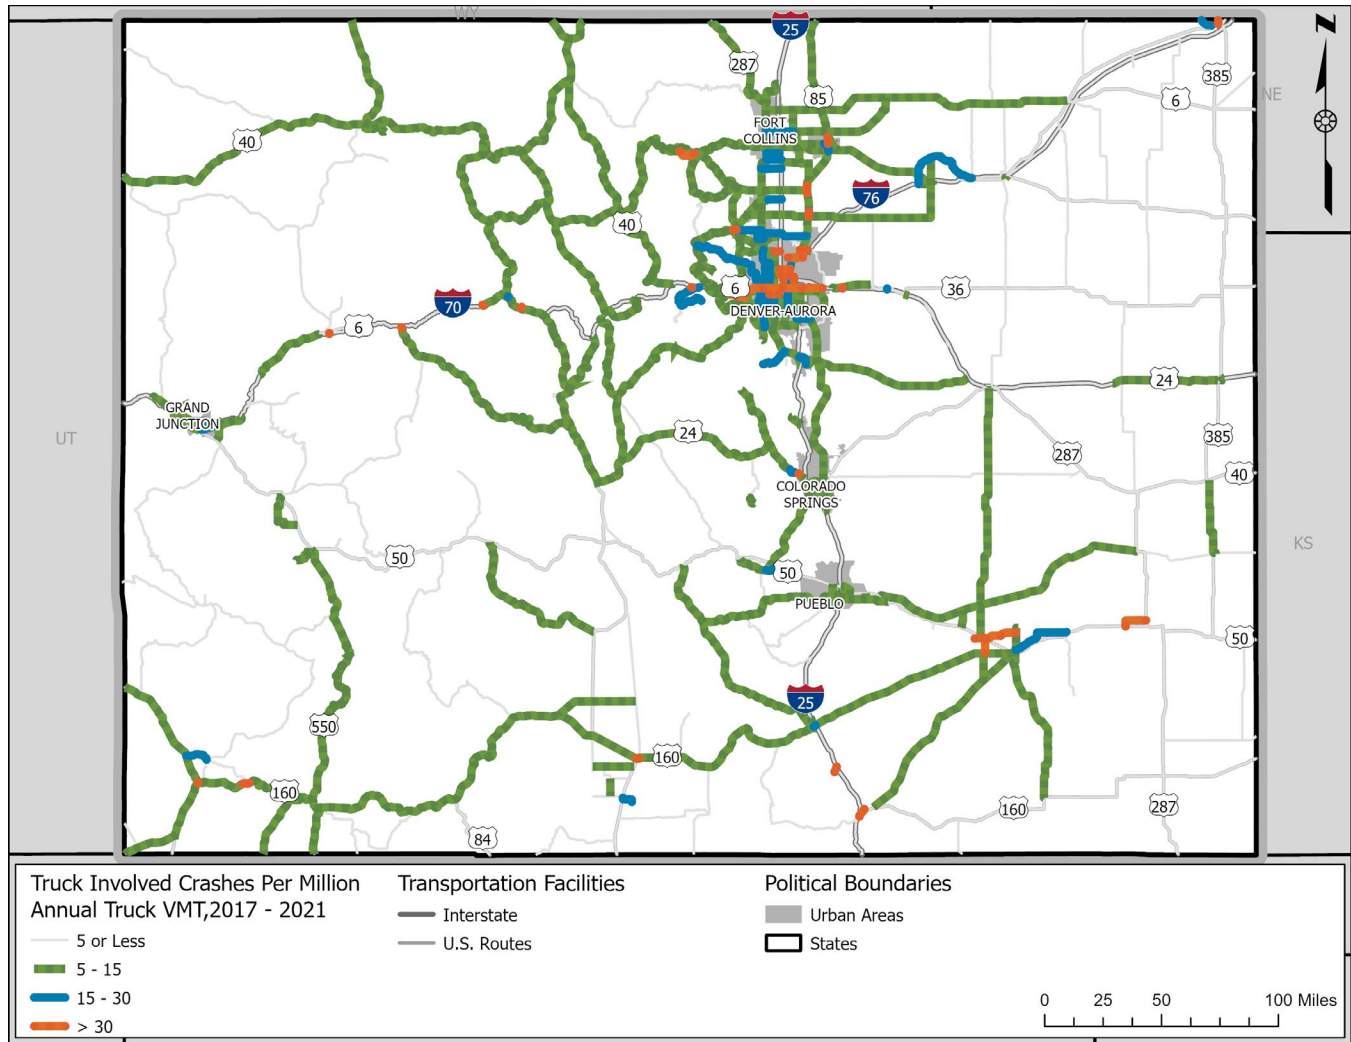 WY
N
25
287
385
85
6
NE
FORT
COLLINS
40
76
40
6
36
70
DENVER-AURORA
6
24
GRAND
JUNCTION
UT
24
385
287
40
COLORADO
SPRINGS
KS
50
50
PUEBLO
50
25
550
160
160
160
287
84
Truck Involved Crashes Per Million
Annual Truck VMT,2017 - 2021
5 or Less
5 - 15
15 - 30
> 30
Transportation Facilities
Interstate
U.S. Routes
Political Boundaries
Urban Areas
States
0 25 50 100 Miles